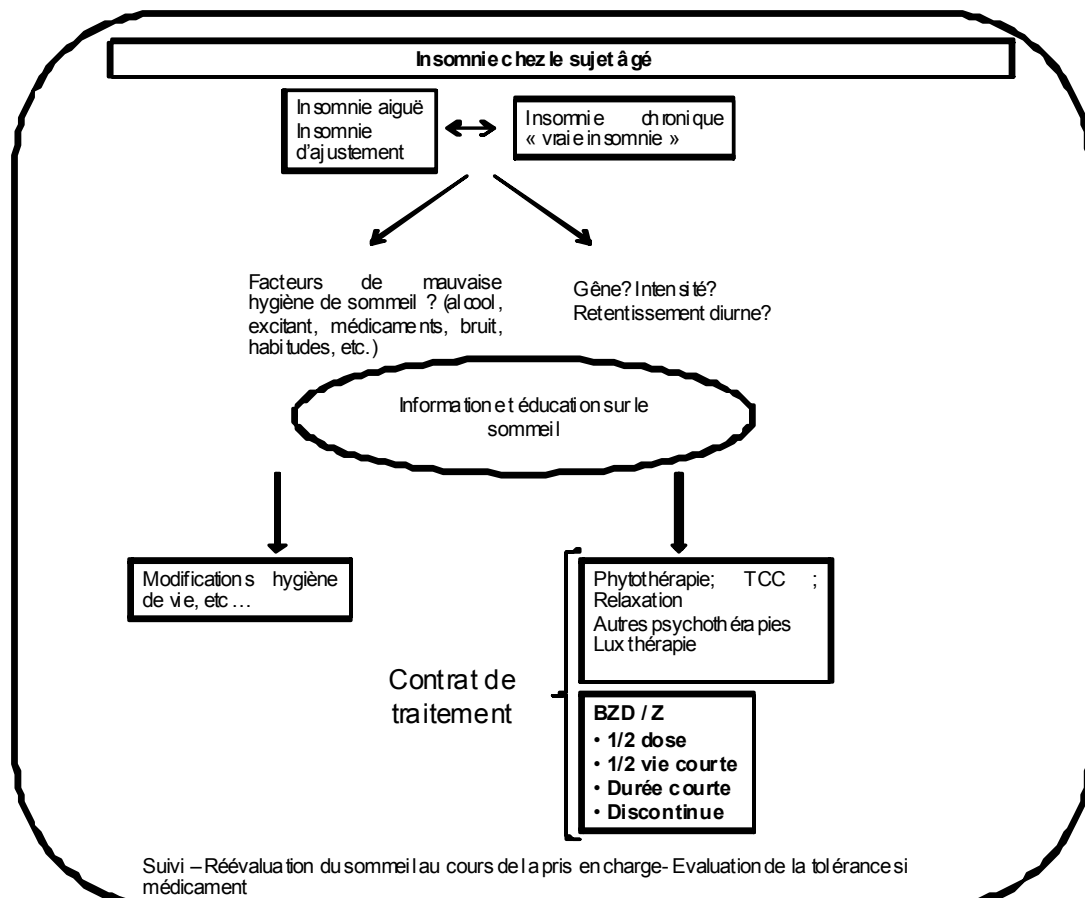 Insomnie chez le sujet âgé
Insomnie aiguë
Insomnie
d'ajustement
Insomnie chronique
« vraie insomnie »
Facteurs de mauvaise
hygiène de sommeil ? (alcool,
excitant, médicaments, bruit,
habitudes, etc.)
Gêne? Intensité?
Retentissement diurne?
Information et éducation sur le
sommeil
Modifications hygiène
de vie, etc…
Phytothérapie; TCC ;
Relaxation
Autres psychothérapies
Lux thérapie
Contrat de
traitement
BZD / Z
• 1/2 dose
• 1/2 vie courte
• Durée courte
• Discontinue
Suivi – Réévaluation du sommeil au cours de la pris en charge- Evaluation de la tolérance si
médicament